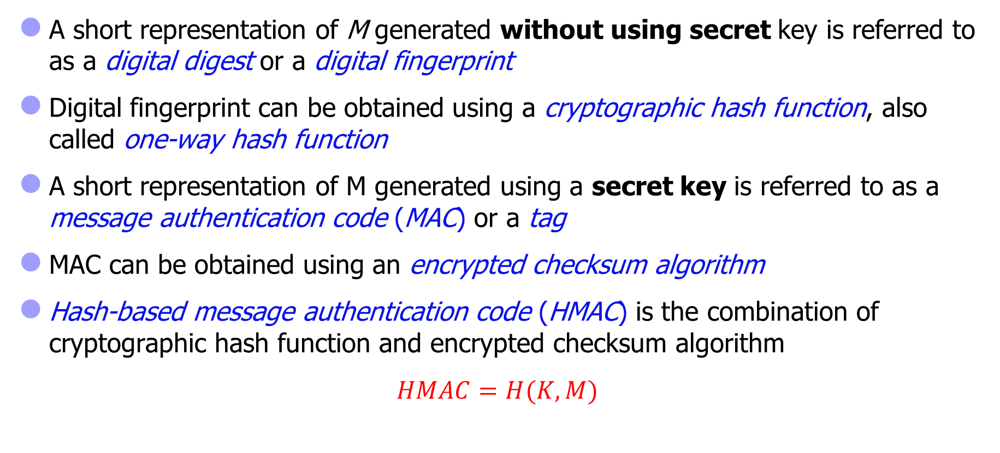 A short representation of M generated without using secret key is referred to
as a digital digest or a digital fingerprint
Digital fingerprint can be obtained using a cryptographic hash function, also
called one-way hash function
A short representation of M generated using a secret key is referred to as a
message authentication code (MAC) or a tag
MAC can be obtained using an encrypted checksum algorithm
Hash-based message authentication code (HMAC) is the combination of
cryptographic hash function and encrypted checksum algorithm
HMAC = H(K, M)